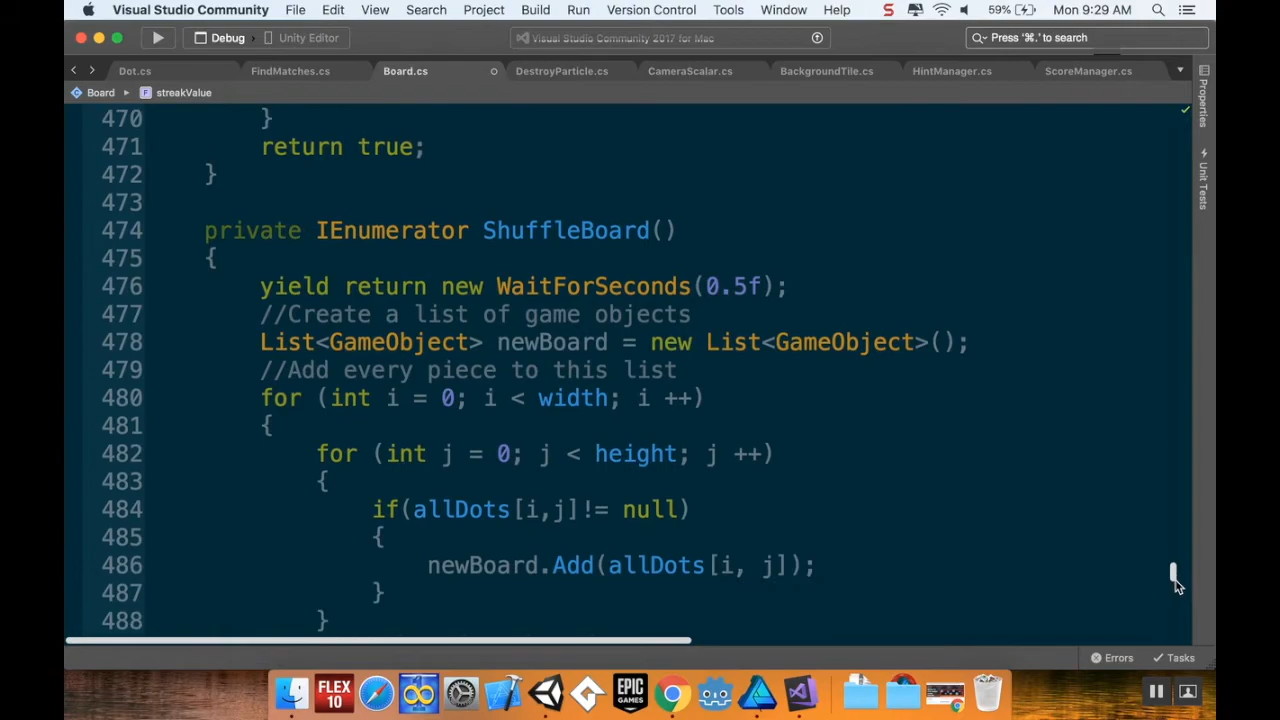 Visual Studio Community File Edit View Search Project Build Run Version Control Tools Window Help S 59% Mon 9:29 AM
Debug Unity Editor Visual Studio Community 2017 for Mac Press '⌘.' to search
Dot.cs FindMatches.cs Board.cs DestroyParticle.cs CameraScalar.cs BackgroundTile.cs HintManager.cs ScoreManager.cs
Board streakValue
Properties
Unit Tests
470 }
471 return true;
472 }
473
474 private IEnumerator ShuffleBoard()
475 {
476 yield return new WaitForSeconds(0.5f);
477 //Create a list of game objects
478 List<GameObject> newBoard = new List<GameObject>();
479 //Add every piece to this list
480 for (int i = 0; i < width; i ++)
481 {
482 for (int j = 0; j < height; j ++)
483 {
484 if(allDots[i,j]!= null)
485 {
486 newBoard.Add(allDots[i, j]);
487 }
488 }
Errors Tasks
FLEX 10
EPIC GAMES